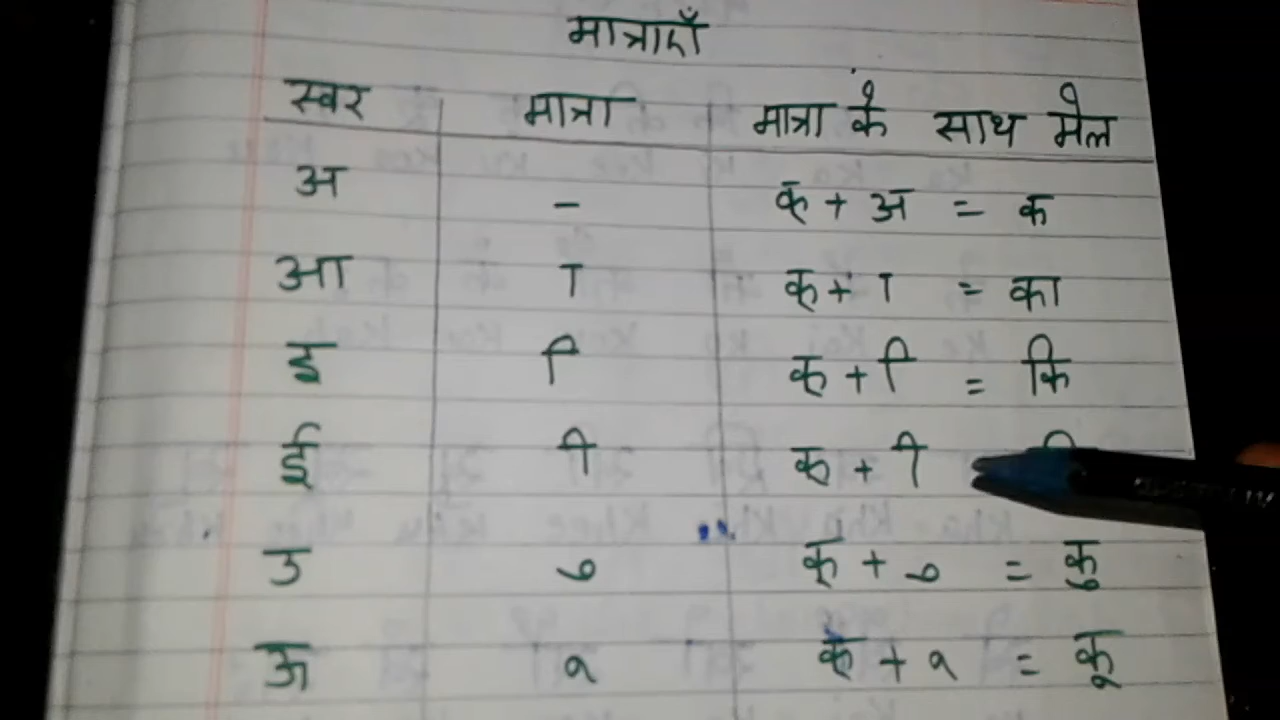 मात्राएँ
स्वर मात्रा मात्रा के साथ मेल
अ - क् + अ = क
आ ा क् + ा = का
इ ि क् + ि = कि
ई ी क् + ी
उ ु क् + ु = कु
ऊ ू क् + ू = कू